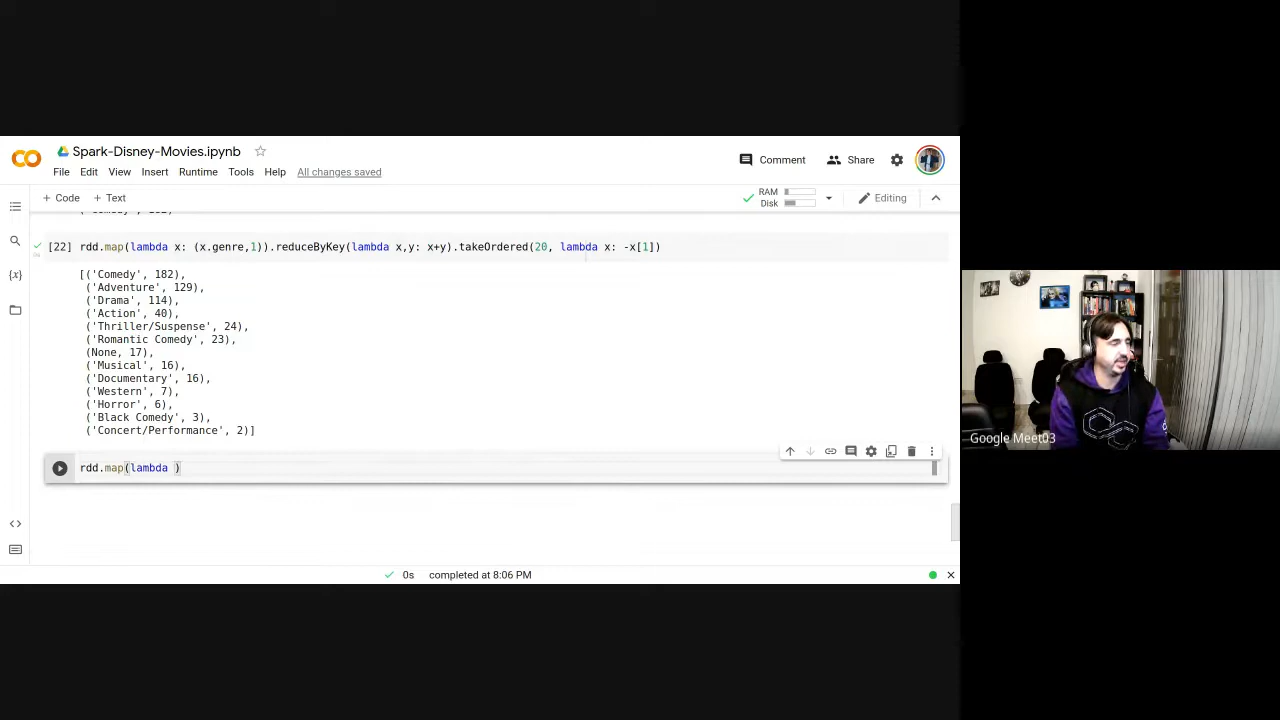 Spark-Disney-Movies.ipynb
Comment
Share
File Edit View Insert Runtime Tools Help All changes saved
+ Code + Text
RAM
Disk
Editing
[22] rdd.map(lambda x: (x.genre,1)).reduceByKey(lambda x,y: x+y).takeOrdered(20, lambda x: -x[1])
0s
[('Comedy', 182),
('Adventure', 129),
('Drama', 114),
('Action', 40),
('Thriller/Suspense', 24),
('Romantic Comedy', 23),
(None, 17),
('Musical', 16),
('Documentary', 16),
('Western', 7),
('Horror', 6),
('Black Comedy', 3),
('Concert/Performance', 2)]
rdd.map(lambda )
0s completed at 8:06 PM
Google Meet03